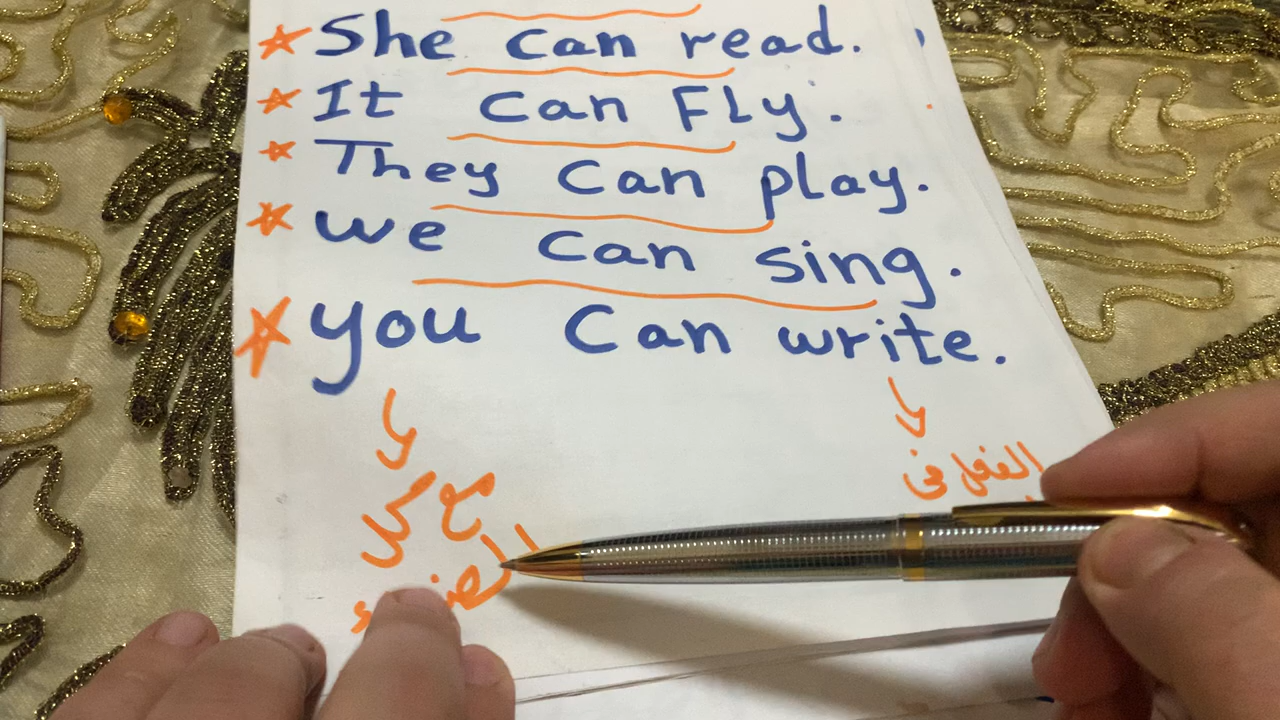 She can read.
It can Fly.
They Can play.
we can sing.
you Can write.
مع كل
الفعل في